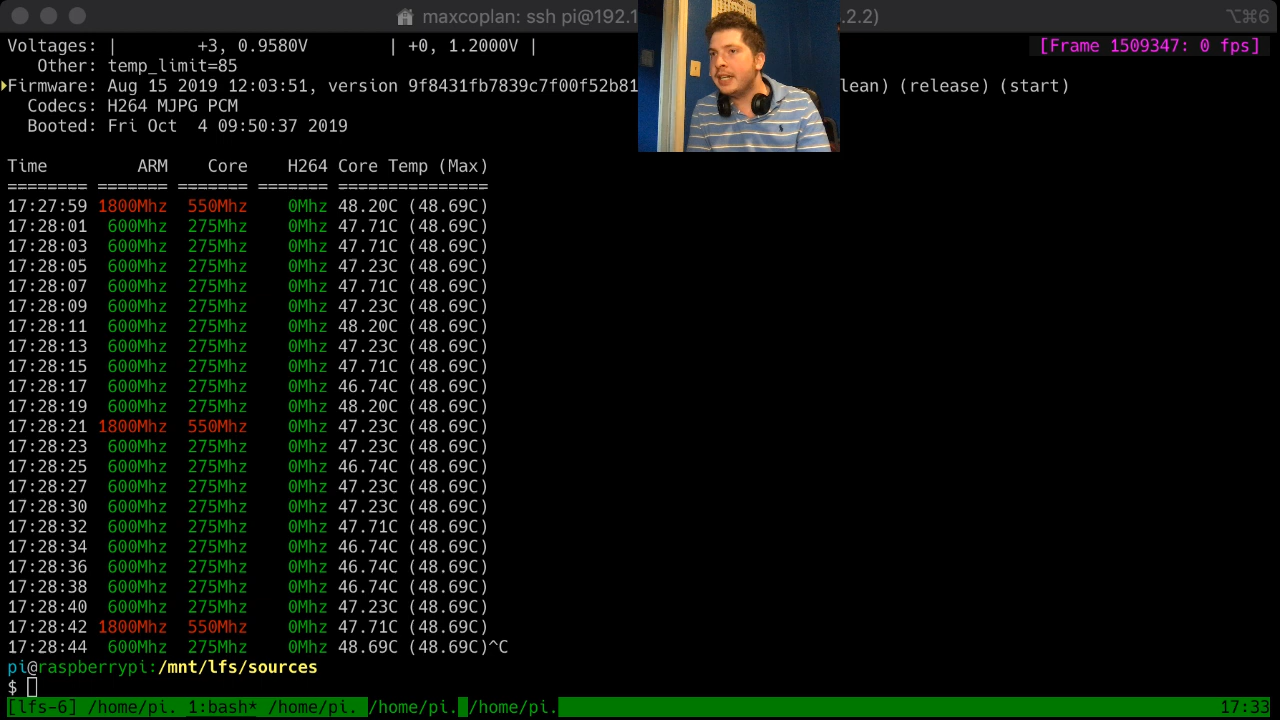 maxcoplan: ssh pi@192.1 .2.2) ⌥⌘6
Voltages: | +3, 0.9580V | +0, 1.2000V | [Frame 1509347: 0 fps]
Other: temp_limit=85
Firmware: Aug 15 2019 12:03:51, version 9f8431fb7839c7f00f52b81 lean) (release) (start)
Codecs: H264 MJPG PCM
Booted: Fri Oct 4 09:50:37 2019
Time ARM Core H264 Core Temp (Max)
======== ======= ======= ======= ===============
17:27:59 1800Mhz 550Mhz 0Mhz 48.20C (48.69C)
17:28:01 600Mhz 275Mhz 0Mhz 47.71C (48.69C)
17:28:03 600Mhz 275Mhz 0Mhz 47.71C (48.69C)
17:28:05 600Mhz 275Mhz 0Mhz 47.23C (48.69C)
17:28:07 600Mhz 275Mhz 0Mhz 47.71C (48.69C)
17:28:09 600Mhz 275Mhz 0Mhz 47.23C (48.69C)
17:28:11 600Mhz 275Mhz 0Mhz 48.20C (48.69C)
17:28:13 600Mhz 275Mhz 0Mhz 47.23C (48.69C)
17:28:15 600Mhz 275Mhz 0Mhz 47.71C (48.69C)
17:28:17 600Mhz 275Mhz 0Mhz 46.74C (48.69C)
17:28:19 600Mhz 275Mhz 0Mhz 48.20C (48.69C)
17:28:21 1800Mhz 550Mhz 0Mhz 47.23C (48.69C)
17:28:23 600Mhz 275Mhz 0Mhz 47.23C (48.69C)
17:28:25 600Mhz 275Mhz 0Mhz 46.74C (48.69C)
17:28:27 600Mhz 275Mhz 0Mhz 47.23C (48.69C)
17:28:30 600Mhz 275Mhz 0Mhz 47.23C (48.69C)
17:28:32 600Mhz 275Mhz 0Mhz 47.71C (48.69C)
17:28:34 600Mhz 275Mhz 0Mhz 46.74C (48.69C)
17:28:36 600Mhz 275Mhz 0Mhz 46.74C (48.69C)
17:28:38 600Mhz 275Mhz 0Mhz 46.74C (48.69C)
17:28:40 600Mhz 275Mhz 0Mhz 47.23C (48.69C)
17:28:42 1800Mhz 550Mhz 0Mhz 47.71C (48.69C)
17:28:44 600Mhz 275Mhz 0Mhz 48.69C (48.69C)^C
pi@raspberrypi:/mnt/lfs/sources
$
[lfs-6] /home/pi. 1:bash* /home/pi. /home/pi. /home/pi. 17:33